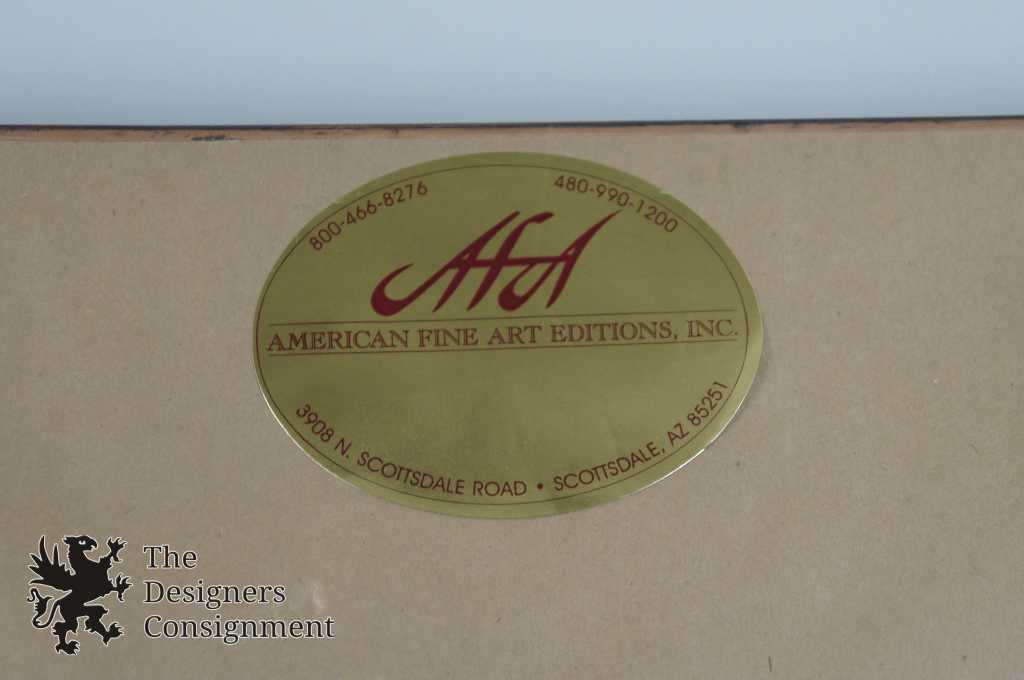 800-466-8276
480-990-1200
AfA
AMERICAN FINE ART EDITIONS, INC.
3908 N. SCOTTSDALE ROAD • SCOTTSDALE, AZ 85251
The
Designers
Consignment